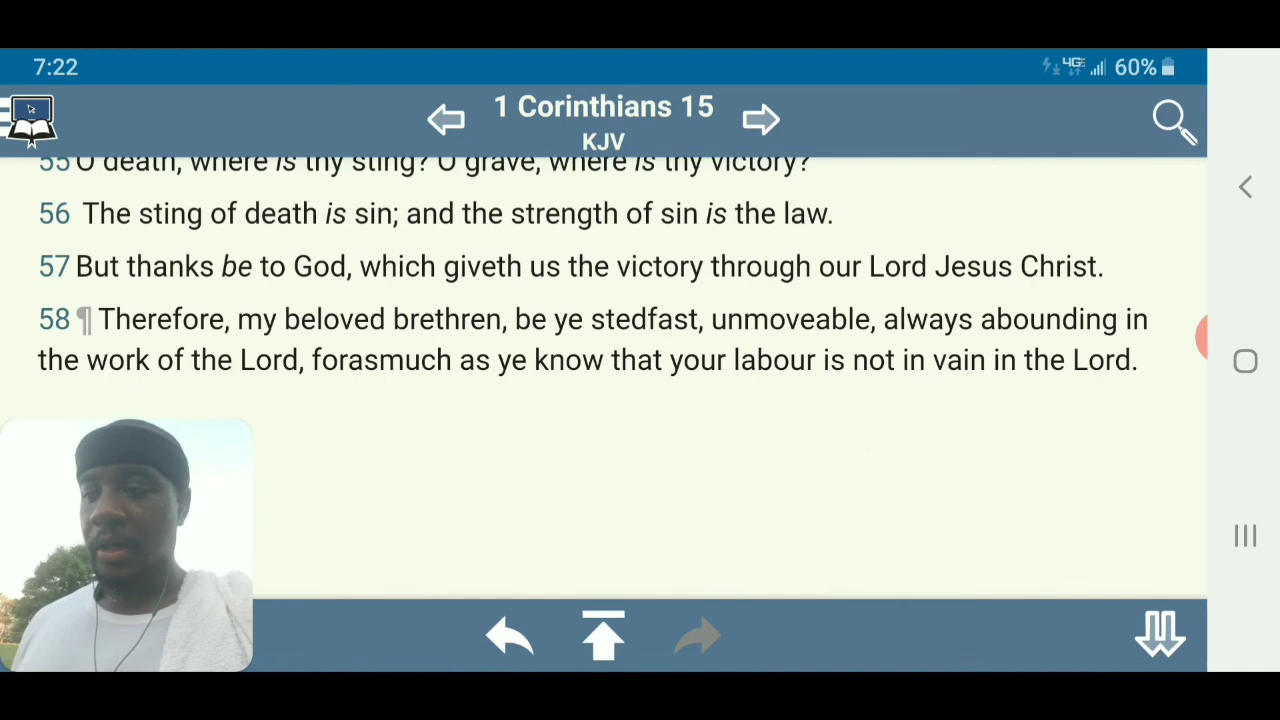 7:22 4G 60%
1 Corinthians 15
KJV
55 O death, where is thy sting? O grave, where is thy victory?
56 The sting of death is sin; and the strength of sin is the law.
57 But thanks be to God, which giveth us the victory through our Lord Jesus Christ.
58 ¶ Therefore, my beloved brethren, be ye stedfast, unmoveable, always abounding in
the work of the Lord, forasmuch as ye know that your labour is not in vain in the Lord.